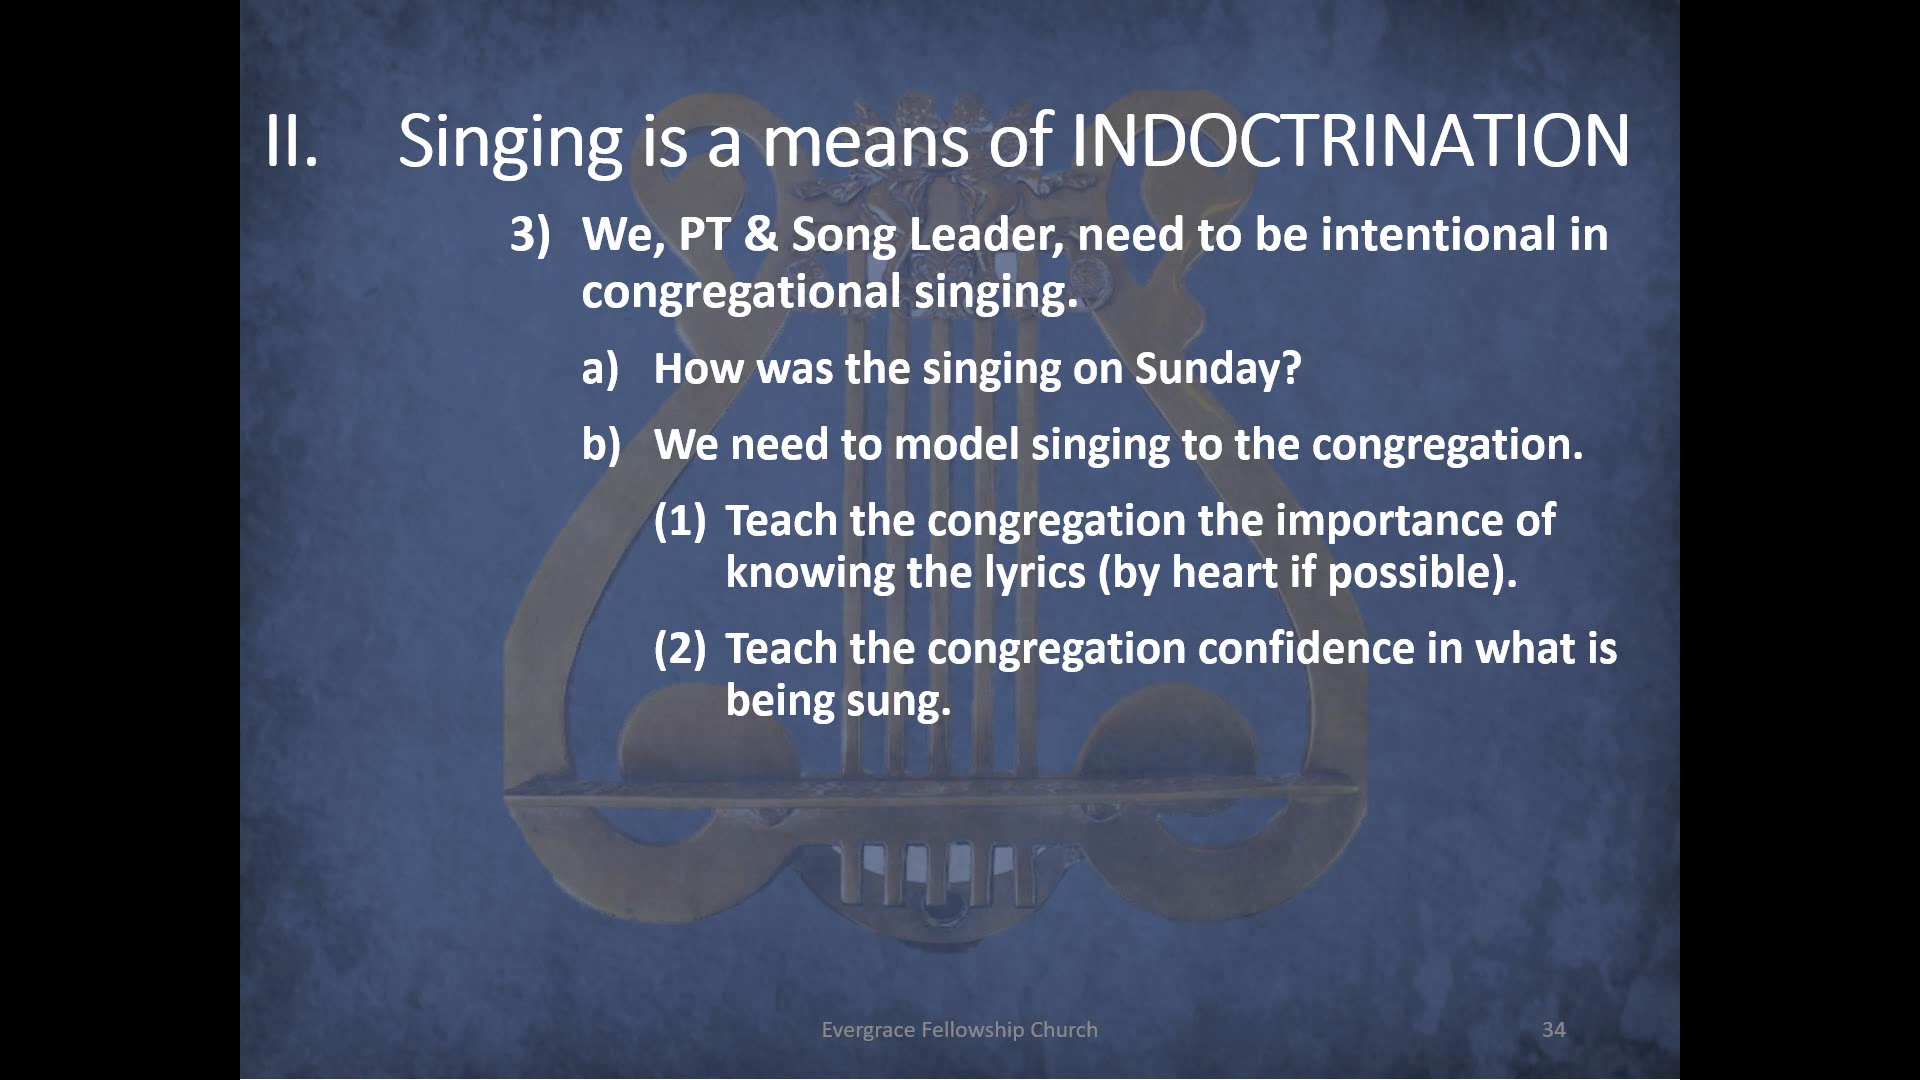 II. Singing is a means of INDOCTRINATION
3) We, PT & Song Leader, need to be intentional in
congregational singing.
a) How was the singing on Sunday?
b) We need to model singing to the congregation.
(1) Teach the congregation the importance of
knowing the lyrics (by heart if possible).
(2) Teach the congregation confidence in what is
being sung.
Evergrace Fellowship Church 34